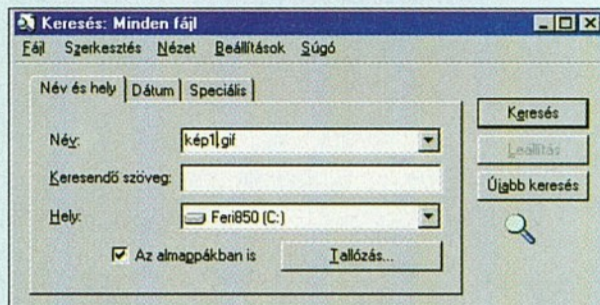 Keresés: Minden fájl
Fájl Szerkesztés Nézet Beállítások Súgó
Név és hely Dátum Speciális
Név: kép1.gif
Keresendő szöveg:
Hely: Feri850 (C:)
Az almappákban is Tallózás...
Keresés
Leállítás
Újabb keresés